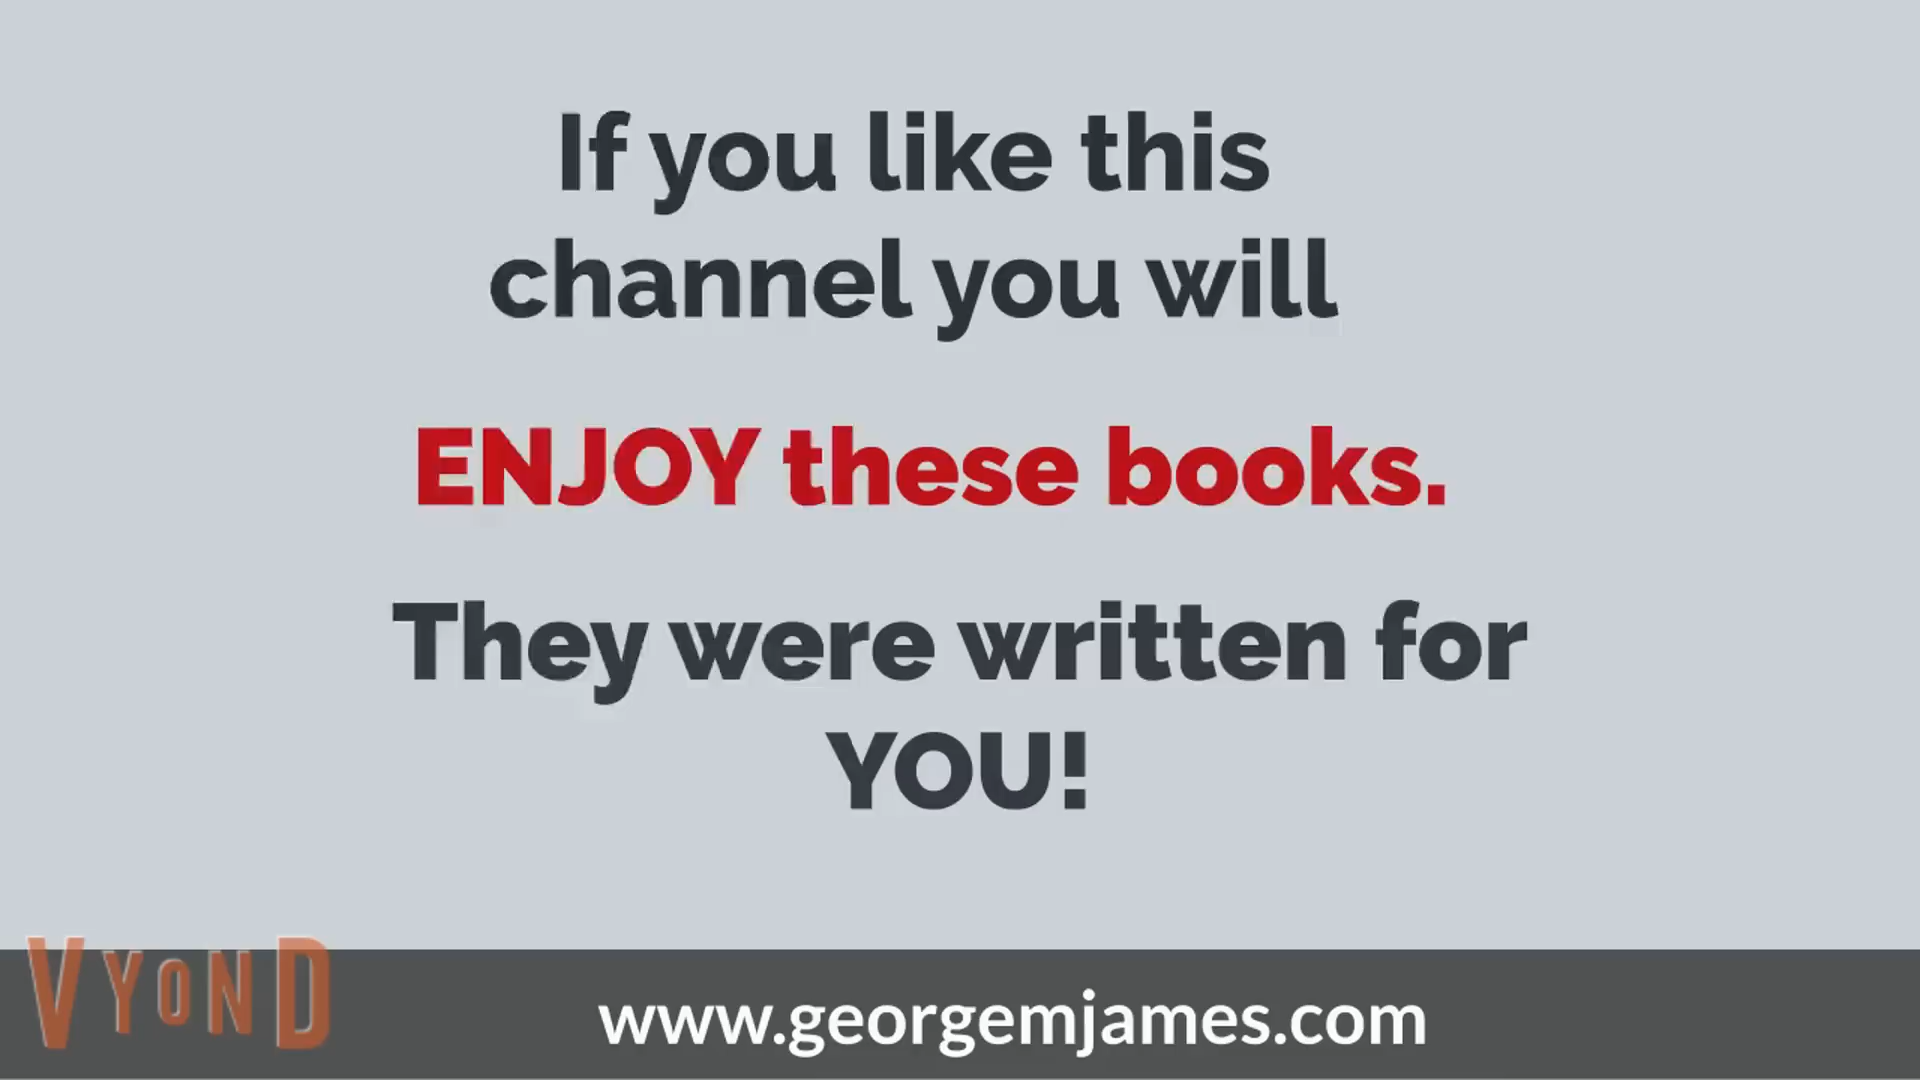 If you like this
channel you will
ENJOY these books.
They were written for
YOU!
VYOND
www.georgemjames.com